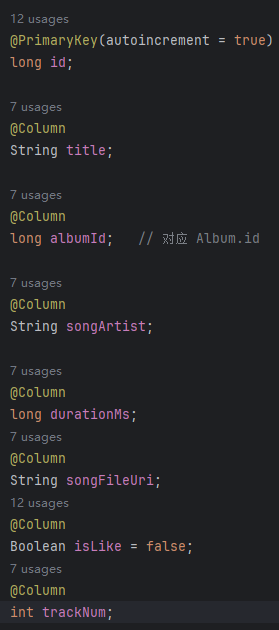 12 usages
@PrimaryKey(autoincrement = true)
long id;
7 usages
@Column
String title;
7 usages
@Column
long albumId;   // 对应 Album.id
7 usages
@Column
String songArtist;
7 usages
@Column
long durationMs;
7 usages
@Column
String songFileUri;
12 usages
@Column
Boolean isLike = false;
7 usages
@Column
int trackNum;